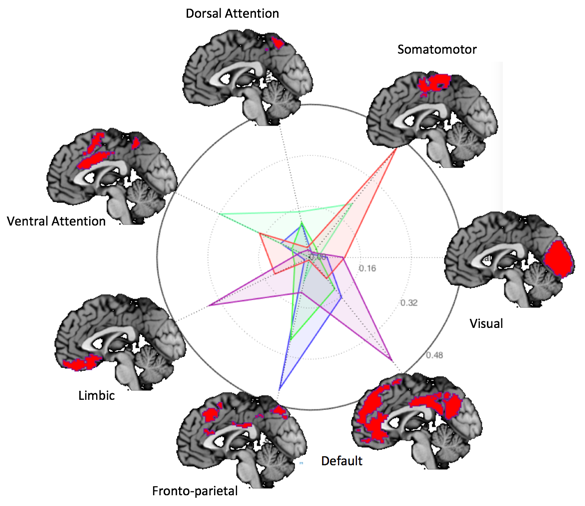 Dorsal Attention
Somatomotor
Ventral Attention
0.16
0.32
Visual
0.48
Limbic
Default
Fronto-parietal